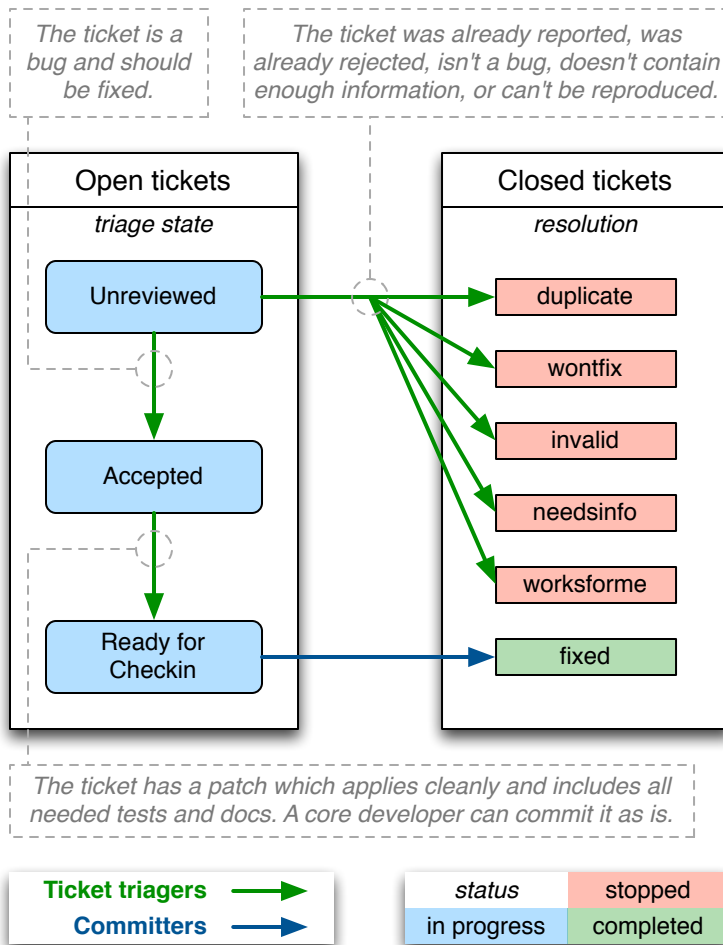 The ticket is a
bug and should
be fixed.
The ticket was already reported, was
already rejected, isn't a bug, doesn't contain
enough information, or can't be reproduced.
Open tickets
triage state
Unreviewed
Accepted
Ready for
Checkin
Closed tickets
resolution
duplicate
wontfix
invalid
needsinfo
worksforme
fixed
The ticket has a patch which applies cleanly and includes all
needed tests and docs. A core developer can commit it as is.
Ticket triagers
Committers
status
stopped
in progress
completed